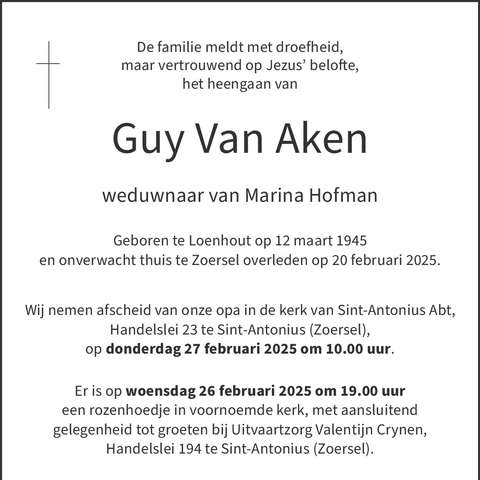 De familie meldt met droefheid,
maar vertrouwend op Jezus’ belofte,
het heengaan van
Guy Van Aken
weduwnaar van Marina Hofman
Geboren te Loenhout op 12 maart 1945
en onverwacht thuis te Zoersel overleden op 20 februari 2025.
Wij nemen afscheid van onze opa in de kerk van Sint-Antonius Abt,
Handelslei 23 te Sint-Antonius (Zoersel),
op donderdag 27 februari 2025 om 10.00 uur.
Er is op woensdag 26 februari 2025 om 19.00 uur
een rozenhoedje in voornoemde kerk, met aansluitend
gelegenheid tot groeten bij Uitvaartzorg Valentijn Crynen,
Handelslei 194 te Sint-Antonius (Zoersel).